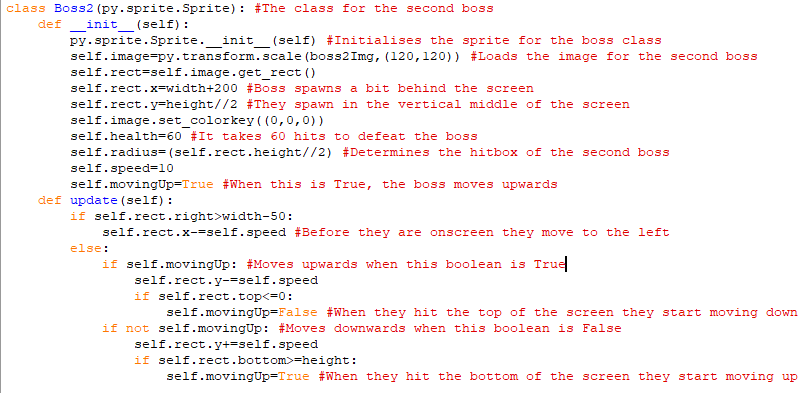 class Boss2(py.sprite.Sprite): #The class for the second boss
    def __init__(self):
        py.sprite.Sprite.__init__(self) #Initialises the sprite for the boss class
        self.image=py.transform.scale(boss2Img,(120,120)) #Loads the image for the second boss
        self.rect=self.image.get_rect()
        self.rect.x=width+200 #Boss spawns a bit behind the screen
        self.rect.y=height//2 #They spawn in the vertical middle of the screen
        self.image.set_colorkey((0,0,0))
        self.health=60 #It takes 60 hits to defeat the boss
        self.radius=(self.rect.height//2) #Determines the hitbox of the second boss
        self.speed=10
        self.movingUp=True #When this is True, the boss moves upwards
    def update(self):
        if self.rect.right>width-50:
            self.rect.x-=self.speed #Before they are onscreen they move to the left
        else:
            if self.movingUp: #Moves upwards when this boolean is True
                self.rect.y-=self.speed
                if self.rect.top<=0:
                    self.movingUp=False #When they hit the top of the screen they start moving down
            if not self.movingUp: #Moves downwards when this boolean is False
                self.rect.y+=self.speed
                if self.rect.bottom>=height:
                    self.movingUp=True #When they hit the bottom of the screen they start moving up